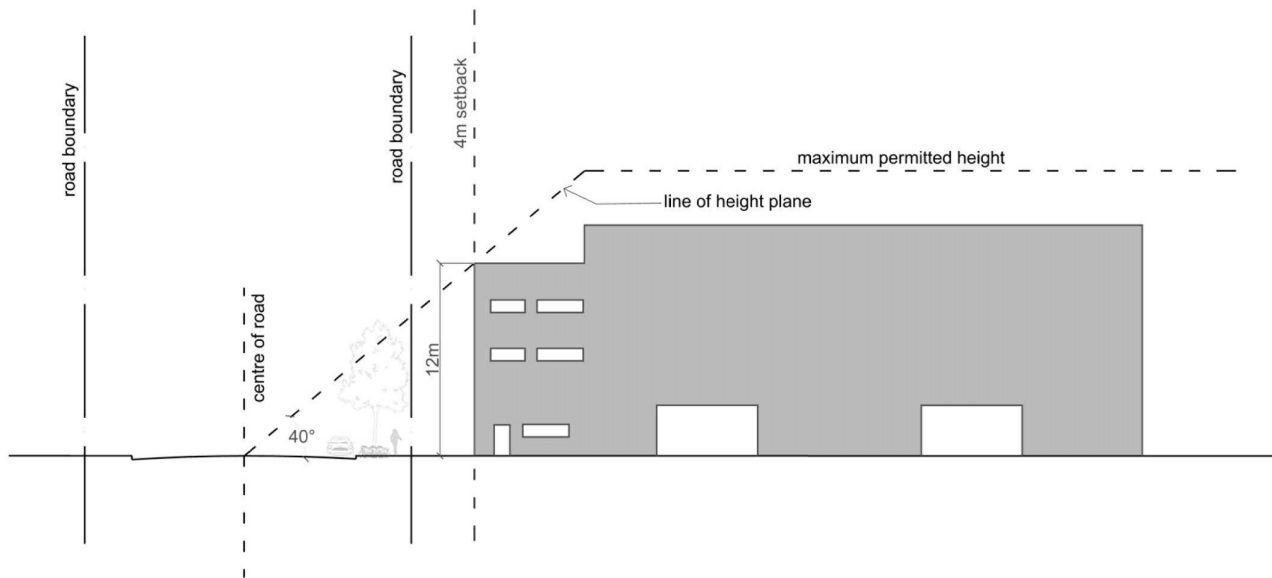 road boundary
road boundary
4m setback
maximum permitted height
line of height plane
centre of road
12m
40°